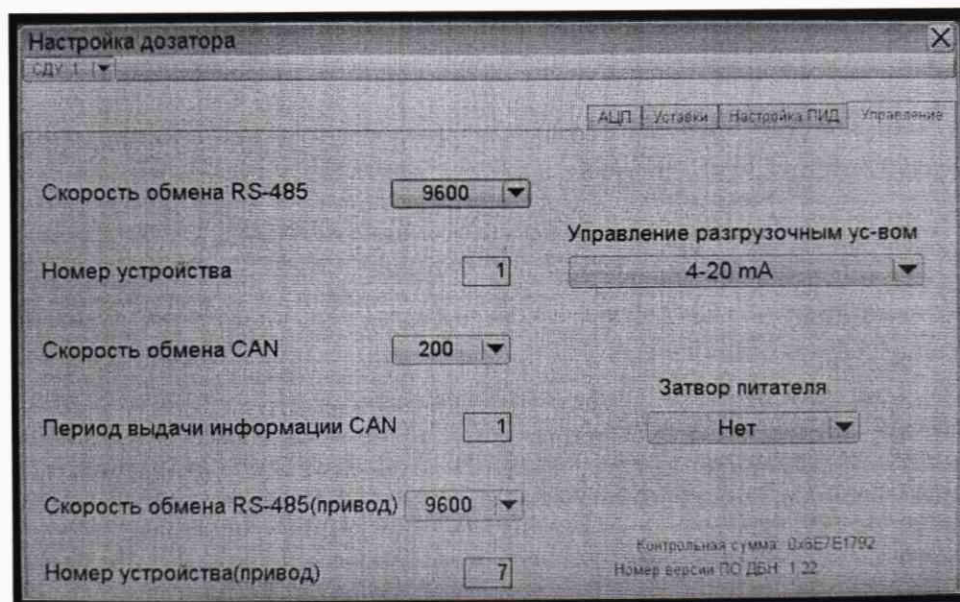 Настройка дозатора
СДУ 1
АЦП Уставки Настройка ПИД Управление
Скорость обмена RS-485 9600
Управление разгрузочным ус-вом
Номер устройства 1 4-20 mA
Скорость обмена CAN 200
Затвор питателя
Период выдачи информации CAN 1 Нет
Скорость обмена RS-485(привод) 9600
Контрольная сумма: 0x6E7E1792
Номер версии ПО ДБН: 1.22
Номер устройства(привод) 7